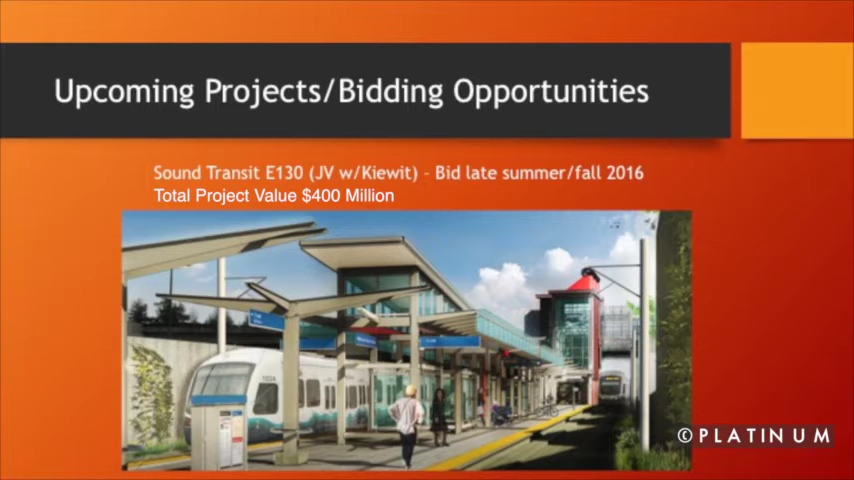 Upcoming Projects/Bidding Opportunities
Sound Transit E130 (JV w/Kiewit) - Bid late summer/fall 2016
Total Project Value $400 Million
©PLATINUM